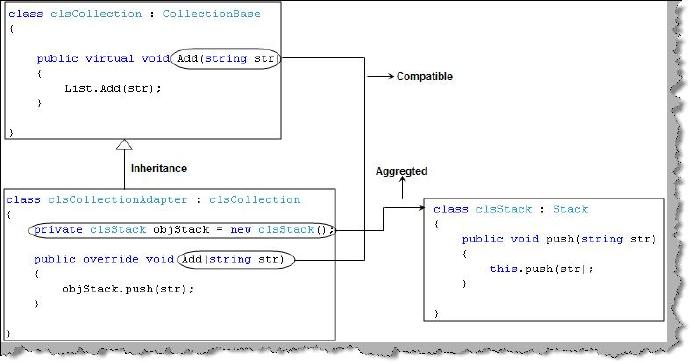 class clsCollection : CollectionBase
{
public virtual void Add(string str
{
List.Add(str);
}
}
Compatible
Inheritance
Aggregted
class clsCollectionAdapter : clsCollection
{
private clsStack objStack = new clsStack();
public override void Add(string str)
{
objStack.push(str);
}
}
class clsStack : Stack
{
public void push(string str)
{
this.push(str);
}
}